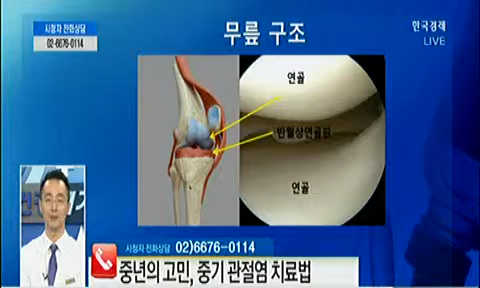 시청자 전화상담
02-6676-0114
무릎 구조
한국경제
LIVE
연골
반월상연골판
연골
시청자 전화상담 02)6676-0114
중년의 고민, 중기 관절염 치료법